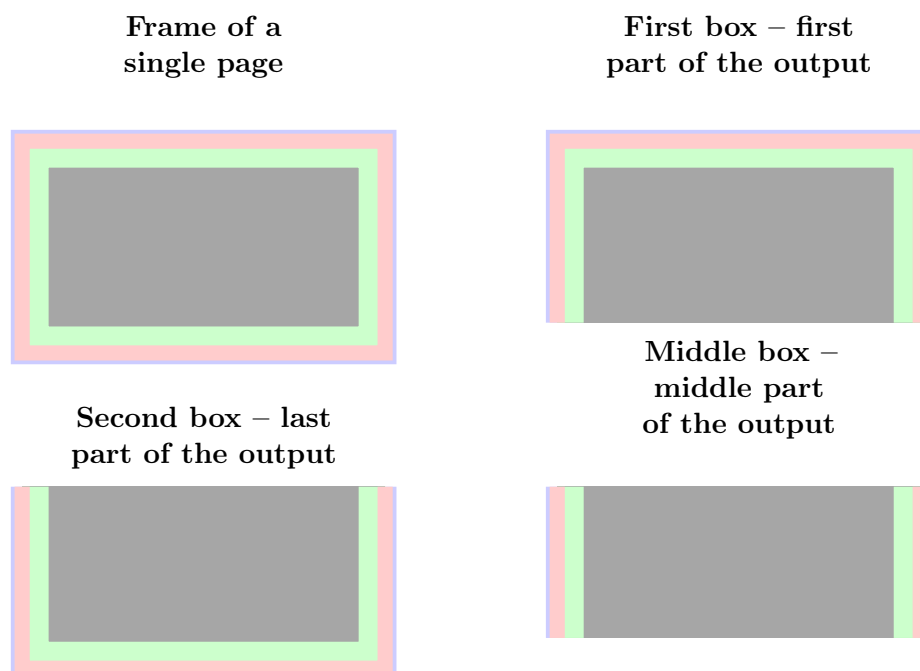 Frame of a
single page
First box – first
part of the output
Second box – last
part of the output
Middle box –
middle part
of the output